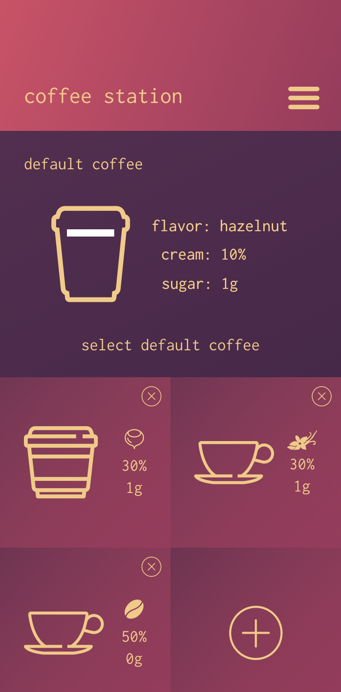 coffee station
default coffee
flavor: hazelnut
cream: 10%
sugar: 1g
select default coffee
30%
1g
30%
1g
50%
0g